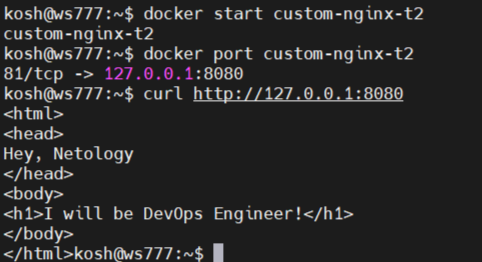 kosh@ws777:~$ docker start custom-nginx-t2
custom-nginx-t2
kosh@ws777:~$ docker port custom-nginx-t2
81/tcp -> 127.0.0.1:8080
kosh@ws777:~$ curl http://127.0.0.1:8080
<html>
<head>
Hey, Netology
</head>
<body>
<h1>I will be DevOps Engineer!</h1>
</body>
</html>kosh@ws777:~$